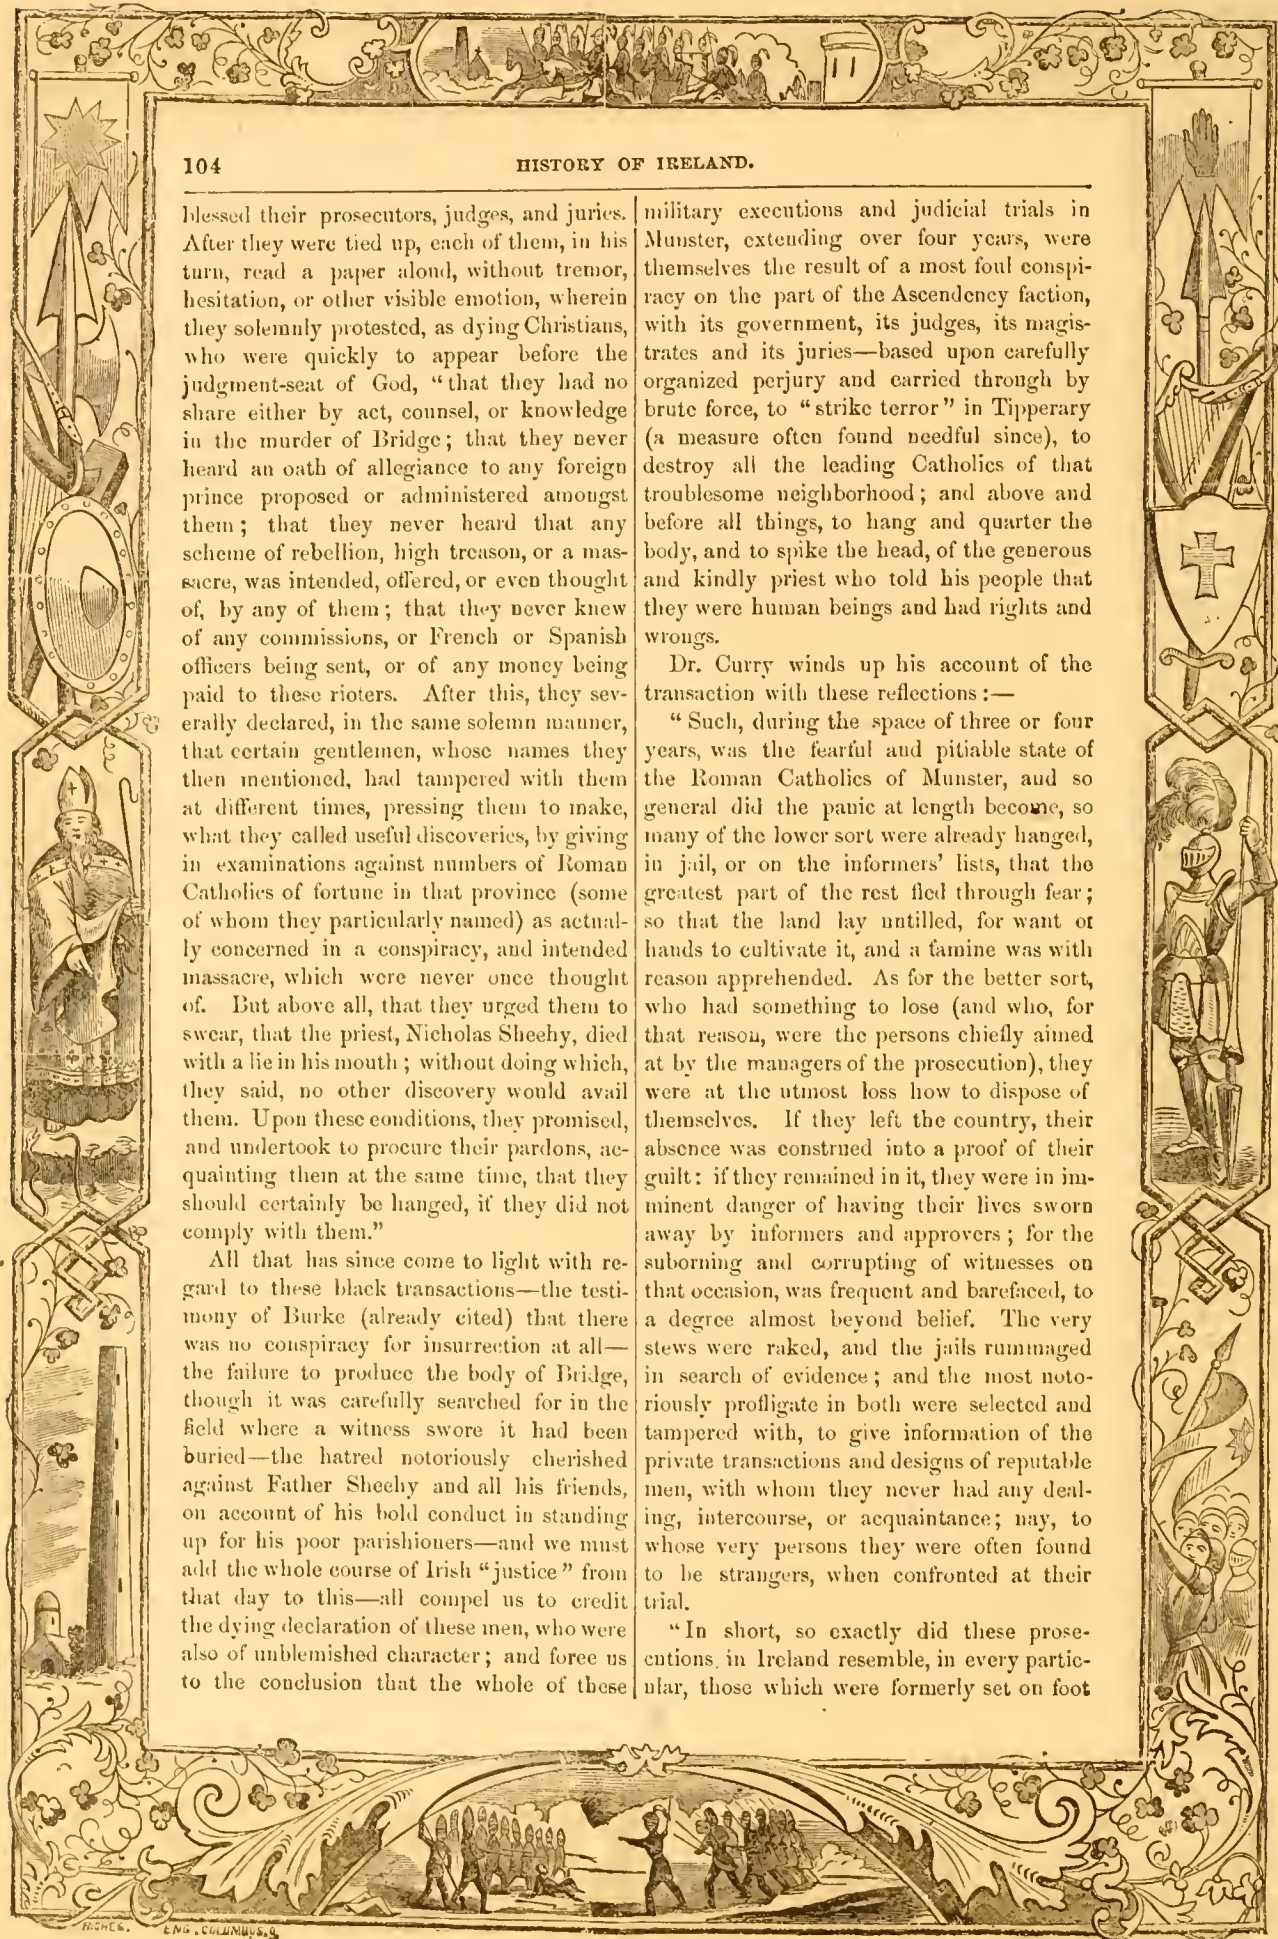 104
HISTORY OF IRELAND.
blessed their prosecutors, judges, and juries.
After they were tied up, each of them, in his
turn, read a paper aloud, without tremor,
hesitation, or other visible emotion, wherein
they solemnly protested, as dying Christians,
who were quickly to appear before the
judgment-seat of God, "that they had no
share either by act, counsel, or knowledge
in the murder of Bridge; that they never
heard an oath of allegiance to any foreign
prince proposed or administered amongst
them; that they never heard that any
scheme of rebellion, high treason, or a mas-
sacre, was intended, offered, or even thought
of, by any of them; that they never knew
of any commissions, or French or Spanish
officers being sent, or of any money being
paid to these rioters. After this, they sev-
erally declared, in the same solemn manner,
that certain gentlemen, whose names they
then mentioned, had tampered with them
at different times, pressing them to make,
what they called useful discoveries, by giving
in examinations against numbers of Roman
Catholics of fortune in that province (some
of whom they particularly named) as actual-
ly concerned in a conspiracy, and intended
massacre, which were never once thought
of. But above all, that they urged them to
swear, that the priest, Nicholas Sheehy, died
with a lie in his mouth; without doing which,
they said, no other discovery would avail
them. Upon these conditions, they promised,
and undertook to procure their pardons, ac-
quainting them at the same time, that they
should certainly be hanged, if they did not
comply with them."
All that has since come to light with re-
gard to these black transactions—the testi-
mony of Burke (already cited) that there
was no conspiracy for insurrection at all—
the failure to produce the body of Bridge,
though it was carefully searched for in the
field where a witness swore it had been
buried—the hatred notoriously cherished
against Father Sheehy and all his friends,
on account of his bold conduct in standing
up for his poor parishioners—and we must
add the whole course of Irish "justice" from
that day to this—all compel us to credit
the dying declaration of these men, who were
also of unblemished character; and force us
to the conclusion that the whole of these
military executions and judicial trials in
Munster, extending over four years, were
themselves the result of a most foul conspi-
racy on the part of the Ascendency faction,
with its government, its judges, its magis-
trates and its juries—based upon carefully
organized perjury and carried through by
brute force, to "strike terror" in Tipperary
(a measure often found needful since), to
destroy all the leading Catholics of that
troublesome neighborhood; and above and
before all things, to hang and quarter the
body, and to spike the head, of the generous
and kindly priest who told his people that
they were human beings and had rights and
wrongs.
Dr. Curry winds up his account of the
transaction with these reflections:—
"Such, during the space of three or four
years, was the fearful and pitiable state of
the Roman Catholics of Munster, and so
general did the panic at length become, so
many of the lower sort were already hanged,
in jail, or on the informers' lists, that the
greatest part of the rest fled through fear;
so that the land lay untilled, for want of
hands to cultivate it, and a famine was with
reason apprehended. As for the better sort,
who had something to lose (and who, for
that reason, were the persons chiefly aimed
at by the managers of the prosecution), they
were at the utmost loss how to dispose of
themselves. If they left the country, their
absence was construed into a proof of their
guilt: if they remained in it, they were in im-
minent danger of having their lives sworn
away by informers and approvers; for the
suborning and corrupting of witnesses on
that occasion, was frequent and barefaced, to
a degree almost beyond belief. The very
stews were raked, and the jails rummaged
in search of evidence; and the most noto-
riously profligate in both were selected and
tampered with, to give information of the
private transactions and designs of reputable
men, with whom they never had any deal-
ing, intercourse, or acquaintance; nay, to
whose very persons they were often found
to be strangers, when confronted at their
trial.
"In short, so exactly did these prose-
cutions. in Ireland resemble, in every partic-
ular, those which were formerly set on foot
ENG. COLUMBUS, O.